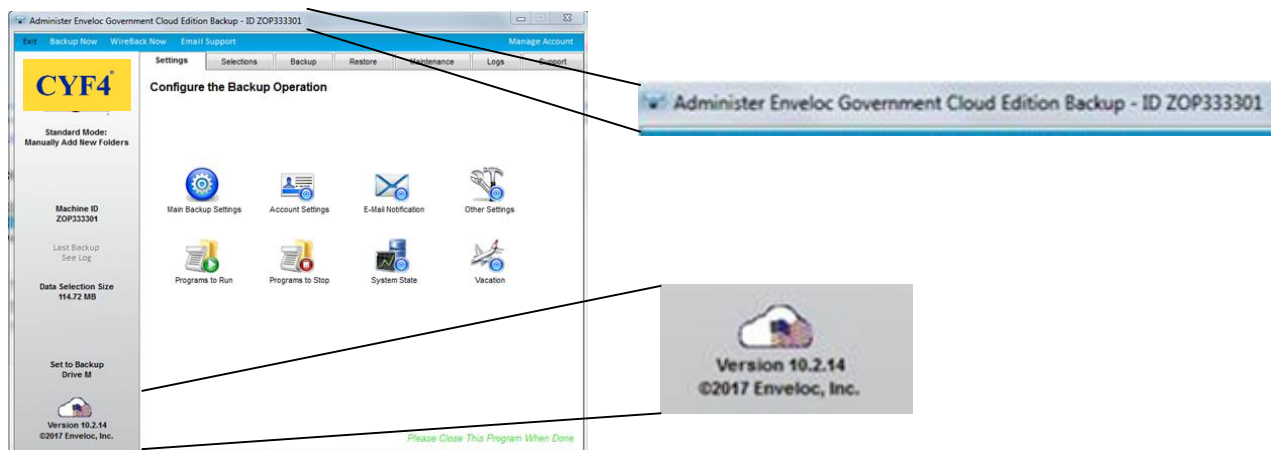 Administer Enveloc Government Cloud Edition Backup - ID ZOP333301
Exit Backup Now WireBack Now Email Support Manage Account
CYF4
Settings Selections Backup Restore Maintenance Logs Support
Configure the Backup Operation
Standard Mode:
Manually Add New Folders
Machine ID
ZOP333301
Last Backup
See Log
Data Selection Size
114.72 MB
Set to Backup
Drive M
Version 10.2.14
©2017 Enveloc, Inc.
Main Backup Settings Account Settings E-Mail Notification Other Settings
Programs to Run Programs to Stop System State Vacation
Please Close This Program When Done
Administer Enveloc Government Cloud Edition Backup - ID ZOP333301
Version 10.2.14
©2017 Enveloc, Inc.